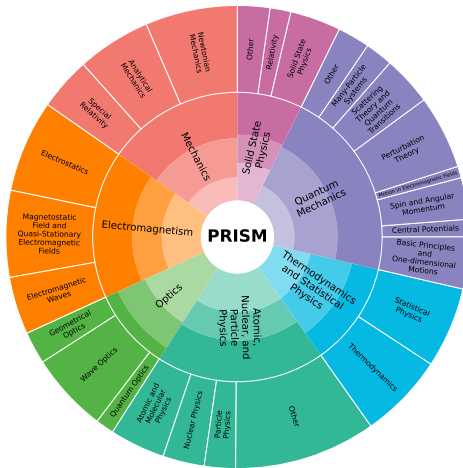 PRISM
Solid State
Physics
Other
Relativity
Solid State
Physics
Quantum
Mechanics
Other
Many-Particle
Systems
Scattering
Theory and
Quantum
Transitions
Perturbation
Theory
Motion in Electromagnetic Fields
Spin and Angular
Momentum
Central Potentials
Basic Principles
and
One-dimensional
Motions
Thermodynamics
and Statistical
Physics
Statistical
Physics
Thermodynamics
Atomic,
Nuclear, and
Particle
Physics
Other
Particle
Physics
Nuclear Physics
Atomic and
Molecular
Physics
Optics
Quantum Optics
Wave Optics
Geometrical
Optics
Electromagnetism
Electromagnetic
Waves
Magnetostatic
Field and
Quasi-Stationary
Electromagnetic
Fields
Electrostatics
Mechanics
Special
Relativity
Analytical
Mechanics
Newtonian
Mechanics